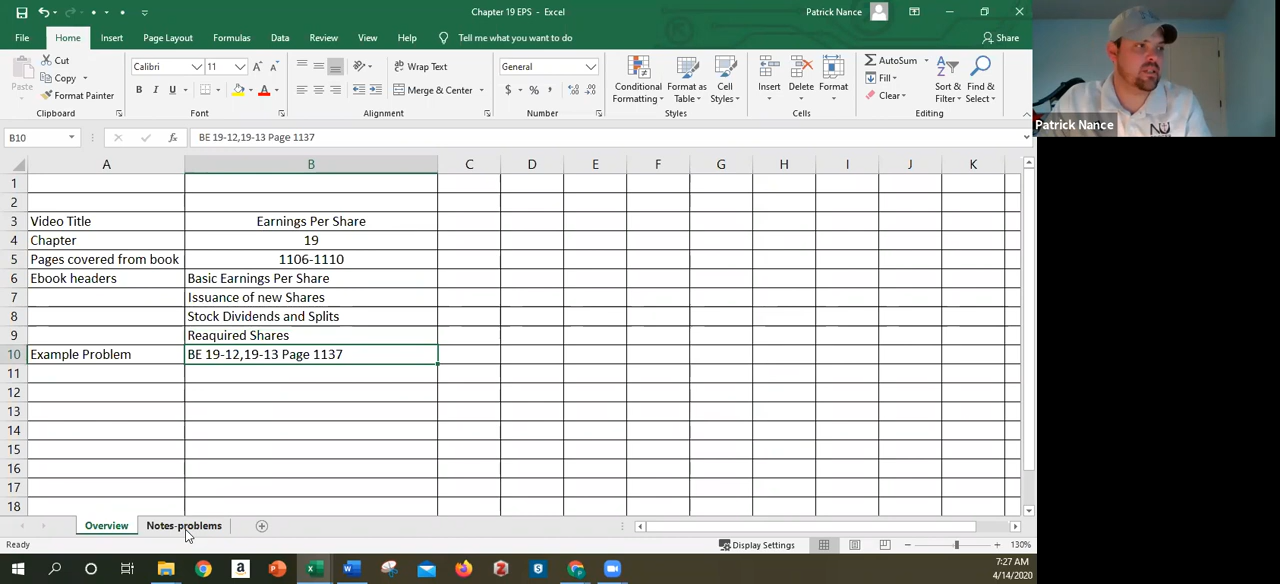 Chapter 19 EPS - Excel
Patrick Nance
File Home Insert Page Layout Formulas Data Review View Help Tell me what you want to do Share
Paste
Cut
Copy
Format Painter
Clipboard
Calibri 11
B I U
Font
Wrap Text
Merge & Center
Alignment
General
$ % ,
Number
Conditional Formatting
Format as Table
Cell Styles
Styles
Insert Delete Format
Cells
AutoSum
Fill
Clear
Sort & Filter
Find & Select
Editing
Patrick Nance
NU
B10 fx BE 19-12,19-13 Page 1137
A B C D E F G H I J K
1
2
3 Video Title Earnings Per Share
4 Chapter 19
5 Pages covered from book 1106-1110
6 Ebook headers Basic Earnings Per Share
7 Issuance of new Shares
8 Stock Dividends and Splits
9 Reaquired Shares
10 Example Problem BE 19-12,19-13 Page 1137
11
12
13
14
15
16
17
18
Overview Notes-problems
Ready Display Settings 130%
7:27 AM
4/14/2020